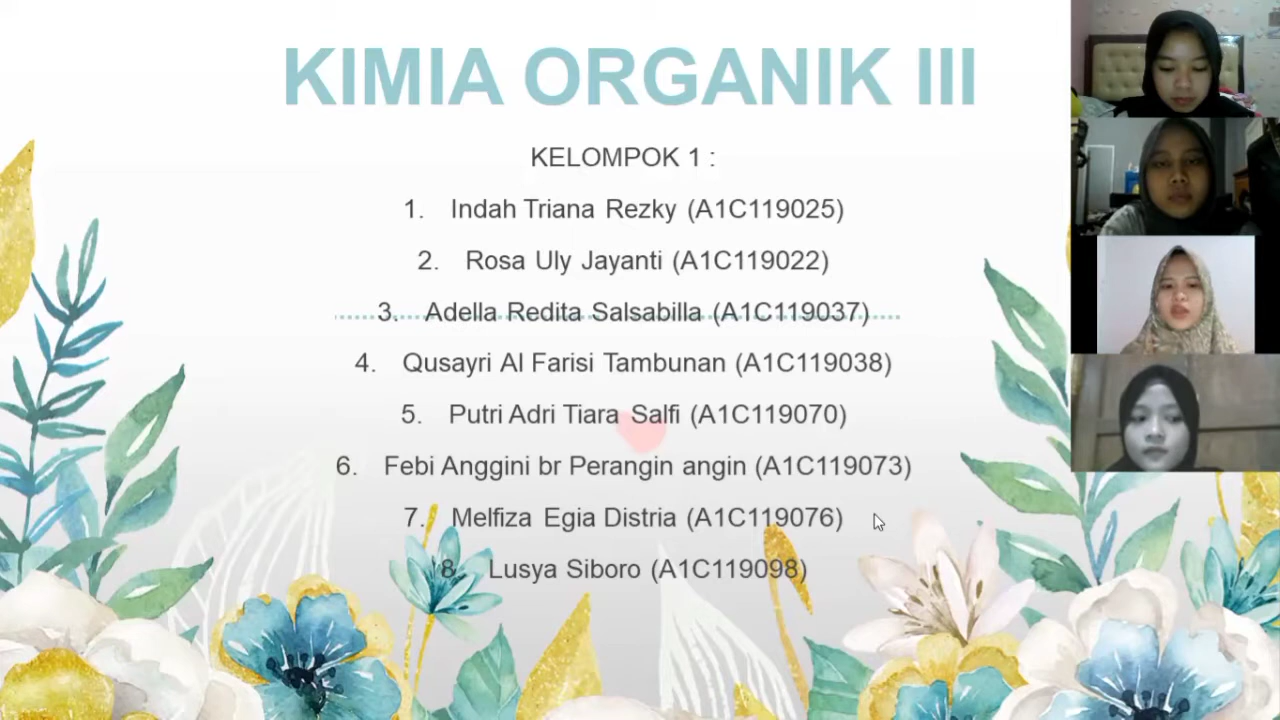 KIMIA ORGANIK III
KELOMPOK 1 :
1. Indah Triana Rezky (A1C119025)
2. Rosa Uly Jayanti (A1C119022)
3. Adella Redita Salsabilla (A1C119037)
4. Qusayri Al Farisi Tambunan (A1C119038)
5. Putri Adri Tiara Salfi (A1C119070)
6. Febi Anggini br Perangin angin (A1C119073)
7. Melfiza Egia Distria (A1C119076)
8. Lusya Siboro (A1C119098)